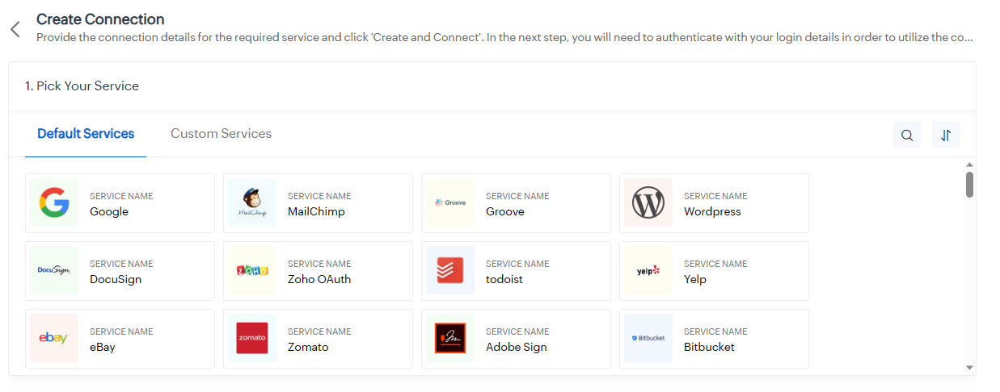 Create Connection
Provide the connection details for the required service and click 'Create and Connect'. In the next step, you will need to authenticate with your login details in order to utilize the co...
1. Pick Your Service
Default Services Custom Services
SERVICE NAME
Google
MailChimp
SERVICE NAME
MailChimp
Groove
SERVICE NAME
Groove
SERVICE NAME
Wordpress
DocuSign
SERVICE NAME
DocuSign
ZOHO
SERVICE NAME
Zoho OAuth
SERVICE NAME
todoist
yelp
SERVICE NAME
Yelp
ebay
SERVICE NAME
eBay
zomato
SERVICE NAME
Zomato
SERVICE NAME
Adobe Sign
Bitbucket
SERVICE NAME
Bitbucket